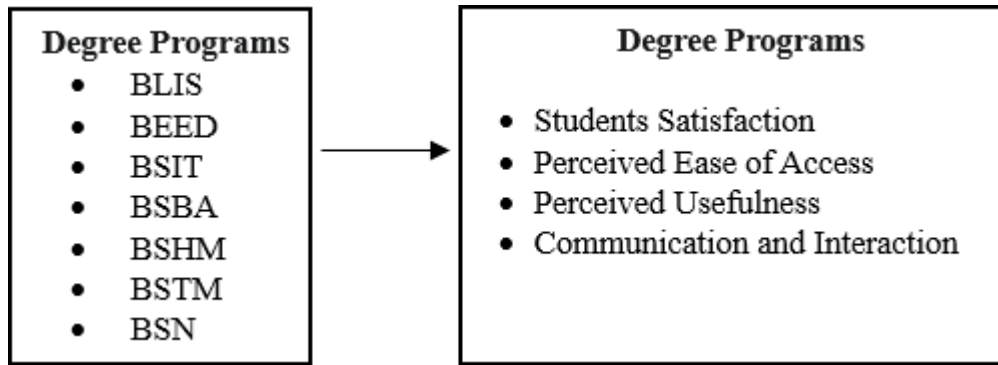 Degree Programs
• BLIS
• BEED
• BSIT
• BSBA
• BSHM
• BSTM
• BSN
Degree Programs
• Students Satisfaction
• Perceived Ease of Access
• Perceived Usefulness
• Communication and Interaction